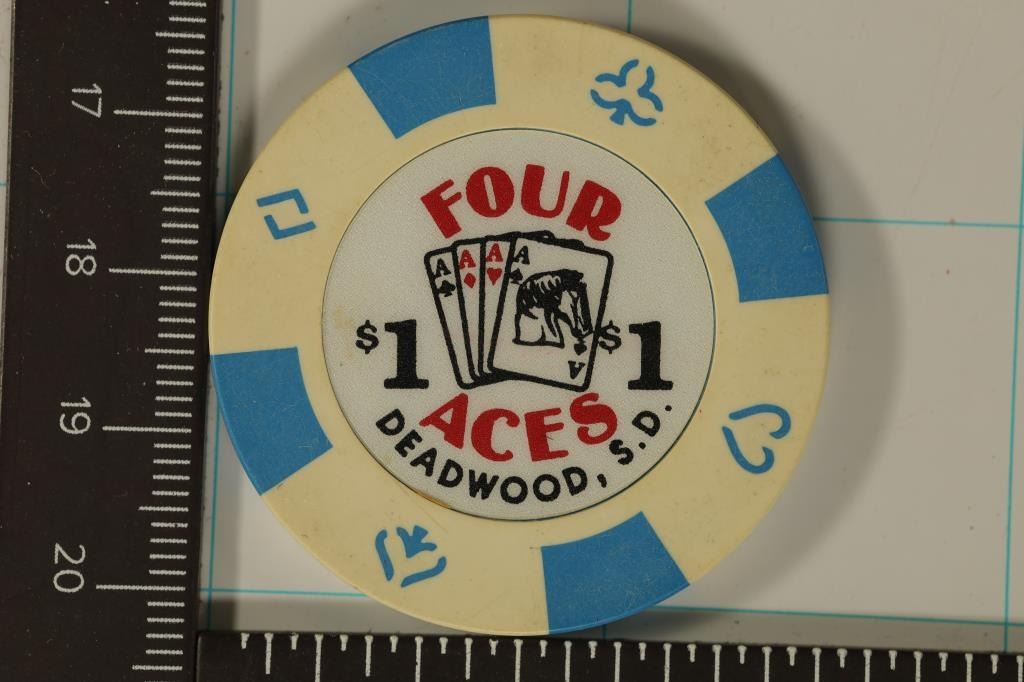 17
18
19
20
FOUR
A A A A
$1 $1
A
ACES
DEADWOOD, S.D.